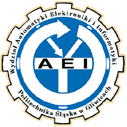 Wydział Automatyki Elektroniki i Informatyki
AEI
Politechnika Śląska w Gliwicach